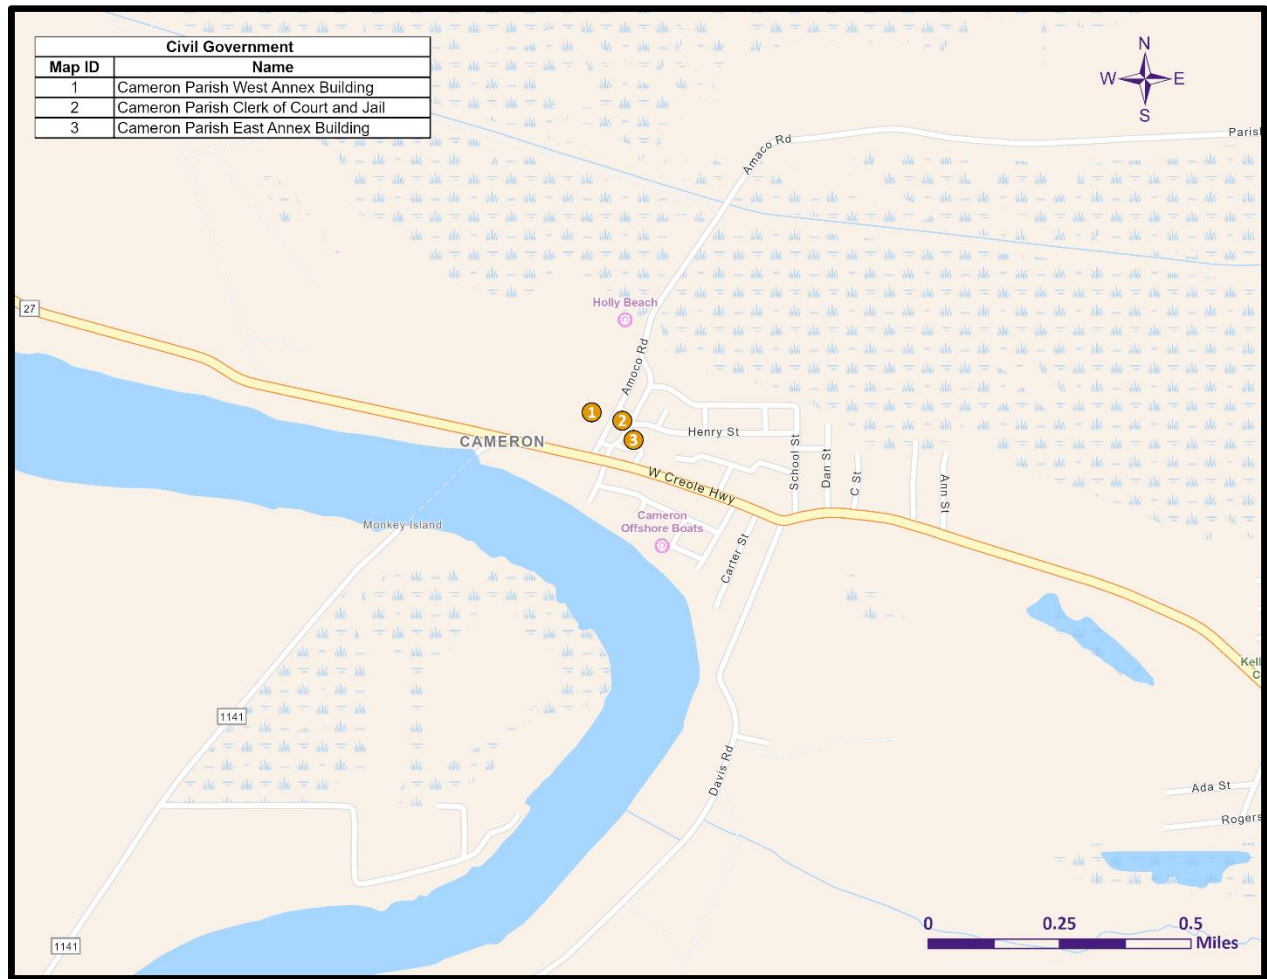 Civil Government
Map ID Name
1 Cameron Parish West Annex Building
2 Cameron Parish Clerk of Court and Jail
3 Cameron Parish East Annex Building
N
W E
S
Amaco Rd
Parish
Holly Beach
27
Amoco Rd
1
2
3
Henry St
CAMERON
W Creole Hwy
School St
Dan St
C St
Ann St
Cameron
Offshore Boats
Monkey Island
Carter St
Kell
C
1141
Davis Rd
Ada St
Rogers
1141
0 0.25 0.5
Miles